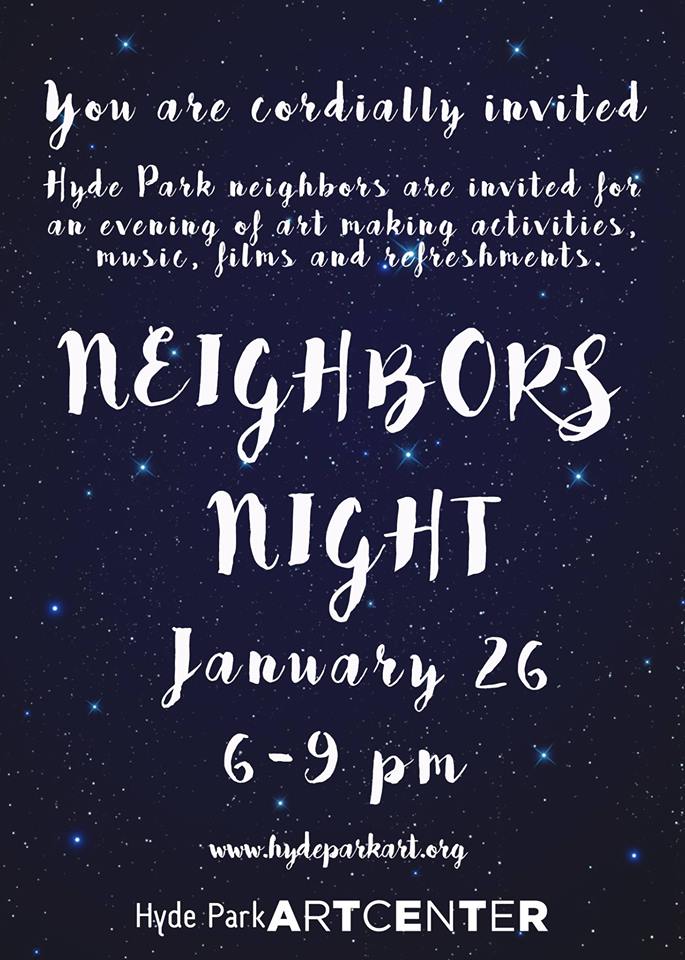 You are cordially invited
Hyde Park neighbors are invited for
an evening of art making activities,
music, films and refreshments.
NEIGHBORS
NIGHT
January 26
6-9 pm
www.hydeparkart.org
Hyde Park ARTCENTER